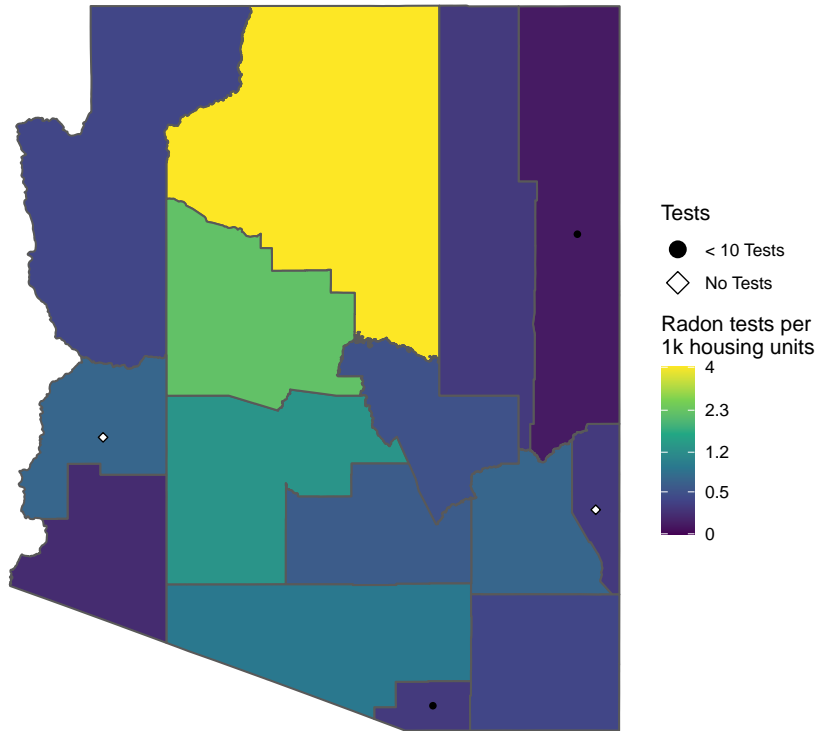 Tests
< 10 Tests
No Tests
Radon tests per
1k housing units
4
2.3
1.2
0.5
0